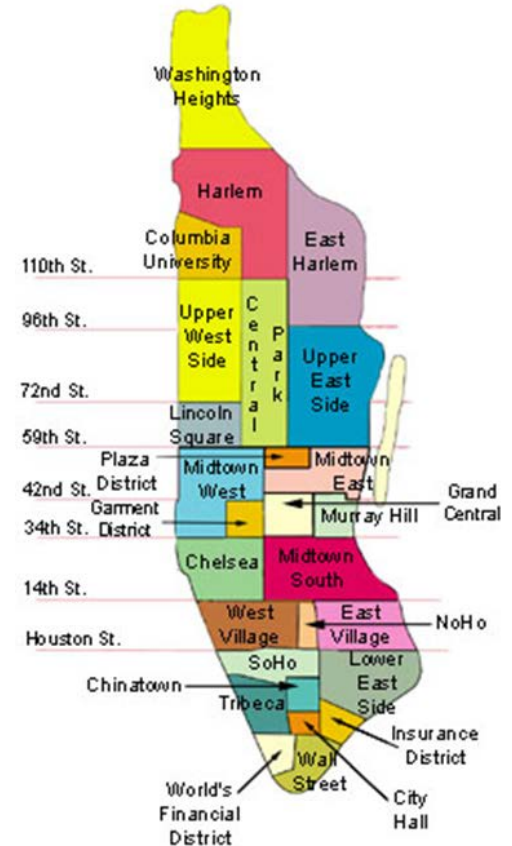 Washington
Heights
Harlem
Columbia
University
East
Harlem
110th St.
Central
Park
96th St.
Upper
West
Side
Upper
East
Side
72nd St.
Lincoln
Square
59th St.
Plaza
District
Midtown
West
Midtown
East
42nd St.
Grand
Central
Garment
District
Murray Hill
34th St.
Chelsea
Midtown
South
14th St.
West
Village
East
Village
NoHo
Houston St.
SoHo
Lower
East
Side
Chinatown
Tribeca
Insurance
District
Wall
Street
World's
Financial
District
City
Hall